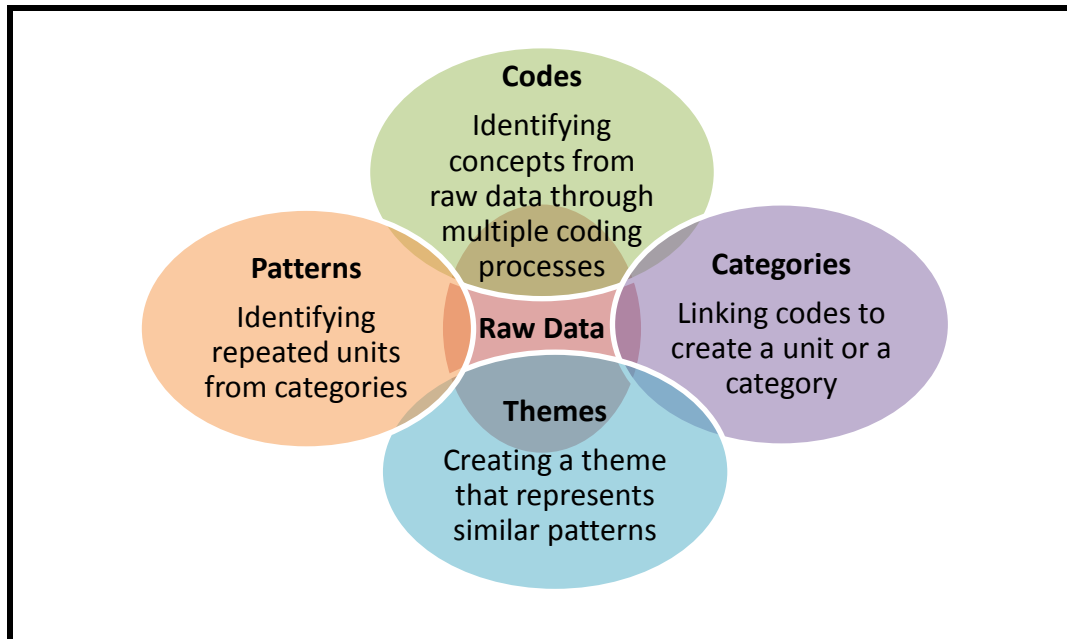 Codes
Identifying
concepts from
raw data through
multiple coding
processes
Patterns
Identifying
repeated units
from categories
Raw Data
Categories
Linking codes to
create a unit or a
category
Themes
Creating a theme
that represents
similar patterns